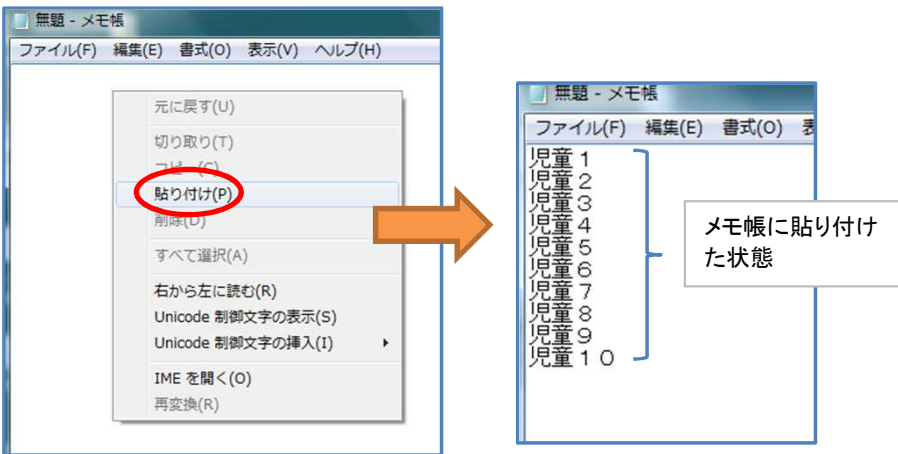 無題 - メモ帳
ファイル(F) 編集(E) 書式(O) 表示(V) ヘルプ(H)
元に戻す(U)
切り取り(T)
コピー(C)
貼り付け(P)
削除(D)
すべて選択(A)
右から左に読む(R)
Unicode 制御文字の表示(S)
Unicode 制御文字の挿入(I)
IME を開く(O)
再変換(R)
無題 - メモ帳
ファイル(F) 編集(E) 書式(O) 表
児童１
児童２
児童３
児童４
児童５
児童６
児童７
児童８
児童９
児童１０
メモ帳に貼り付け
た状態